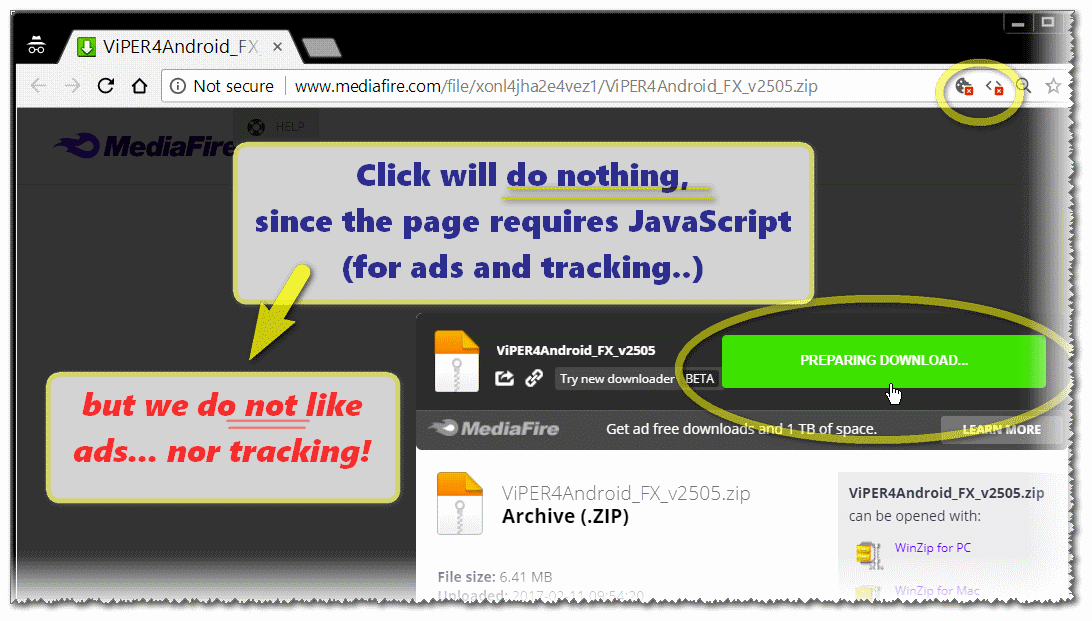 ViPER4Android_FX_
Not secure
www.mediafire.com/file/xonl4jha2e4vez1/ViPER4Android_FX_v2505.zip
HELP
MediaFire
Click will do nothing,
since the page requires JavaScript
(for ads and tracking..)
but we do not like
ads... nor tracking!
ViPER4Android_FX_v2505
Try new downloader BETA
PREPARING DOWNLOAD...
MediaFire
Get ad free downloads and 1 TB of space.
LEARN MORE
ViPER4Android_FX_v2505.zip
Archive (.ZIP)
File size: 6.41 MB
Uploaded: 2017-02-11 09:54:20
ViPER4Android_FX_v2505.zip
can be opened with:
WinZip for PC
WinZip for Mac